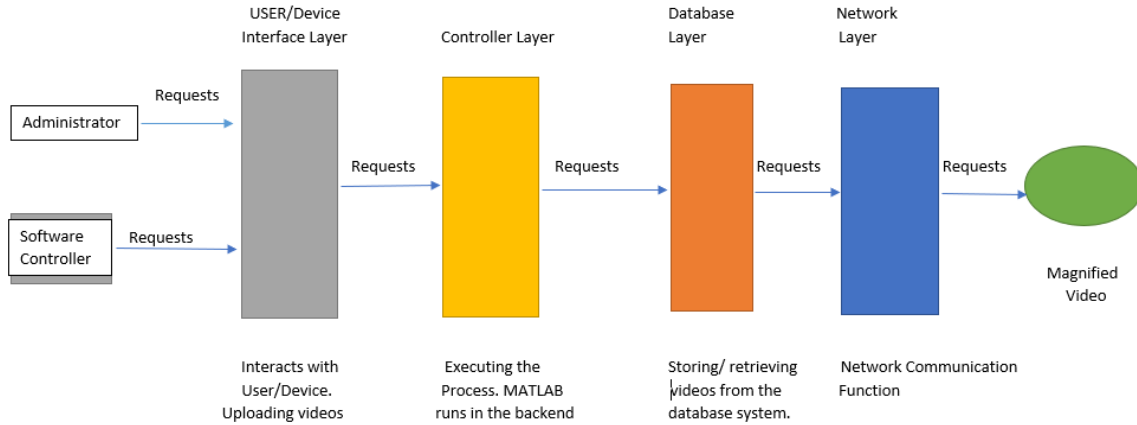 USER/Device
Interface Layer
Controller Layer
Database
Layer
Network
Layer
Requests
Administrator
Requests
Requests
Requests
Requests
Software
Controller
Requests
Magnified
Video
Interacts with
User/Device.
Uploading videos
Executing the
Process. MATLAB
runs in the backend
Storing/ retrieving
videos from the
database system.
Network Communication
Function